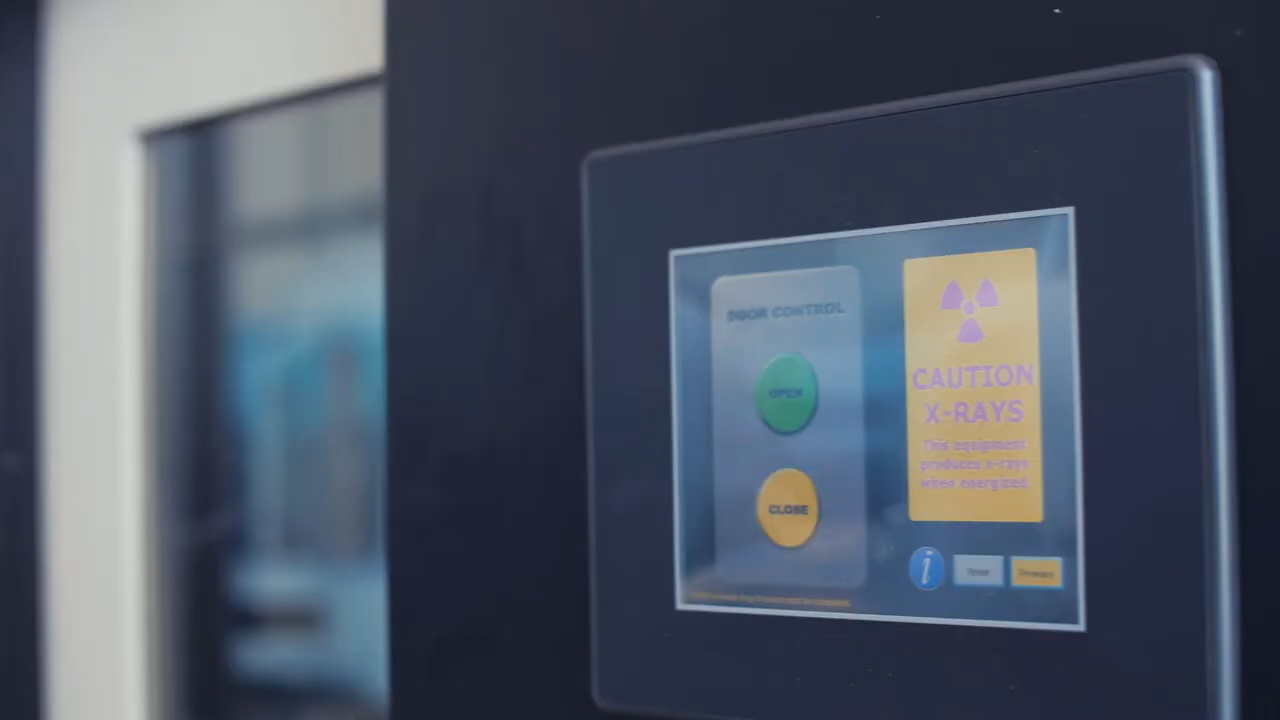 DOOR CONTROL
OPEN
CLOSE
CAUTION
X-RAYS
This equipment
produces x-rays
when energized.
i